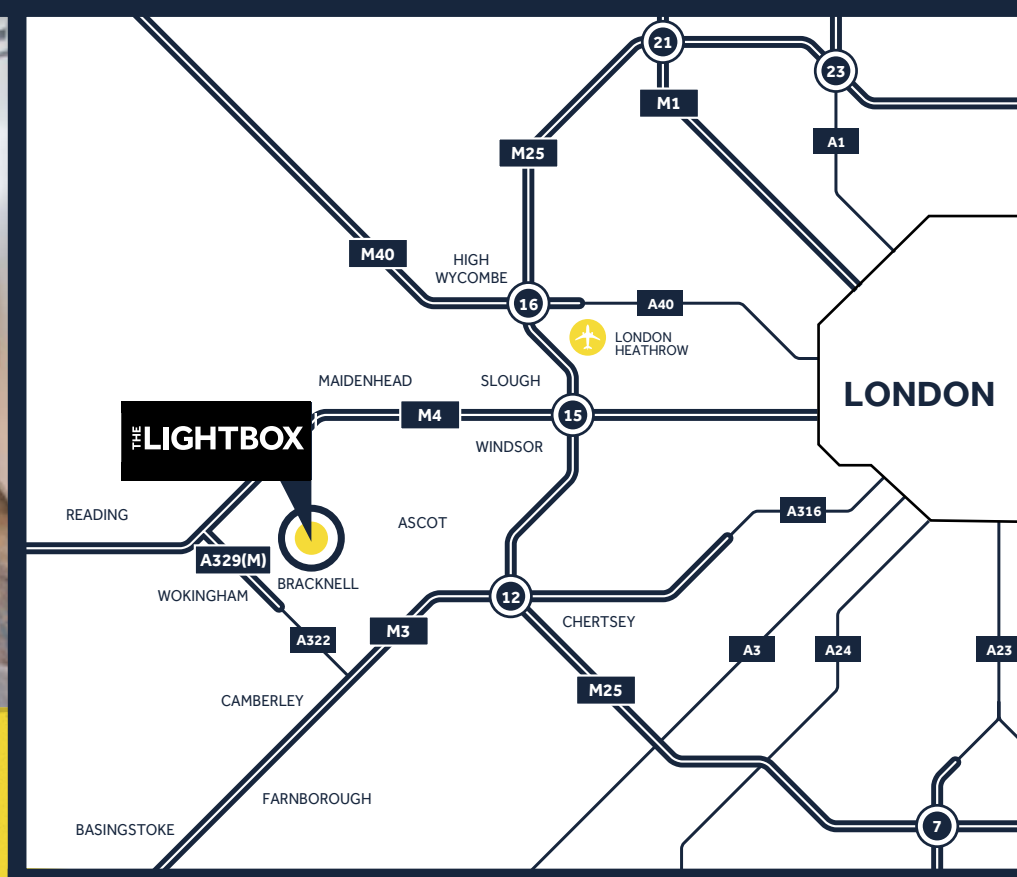 21
23
M1
A1
M25
M40
HIGH
WYCOMBE
16
A40
LONDON
HEATHROW
MAIDENHEAD
SLOUGH
LONDON
M4
15
THE LIGHTBOX
WINDSOR
READING
ASCOT
A316
A329(M)
BRACKNELL
WOKINGHAM
12
CHERTSEY
M3
A322
A3
A24
A23
M25
CAMBERLEY
FARNBOROUGH
BASINGSTOKE
7